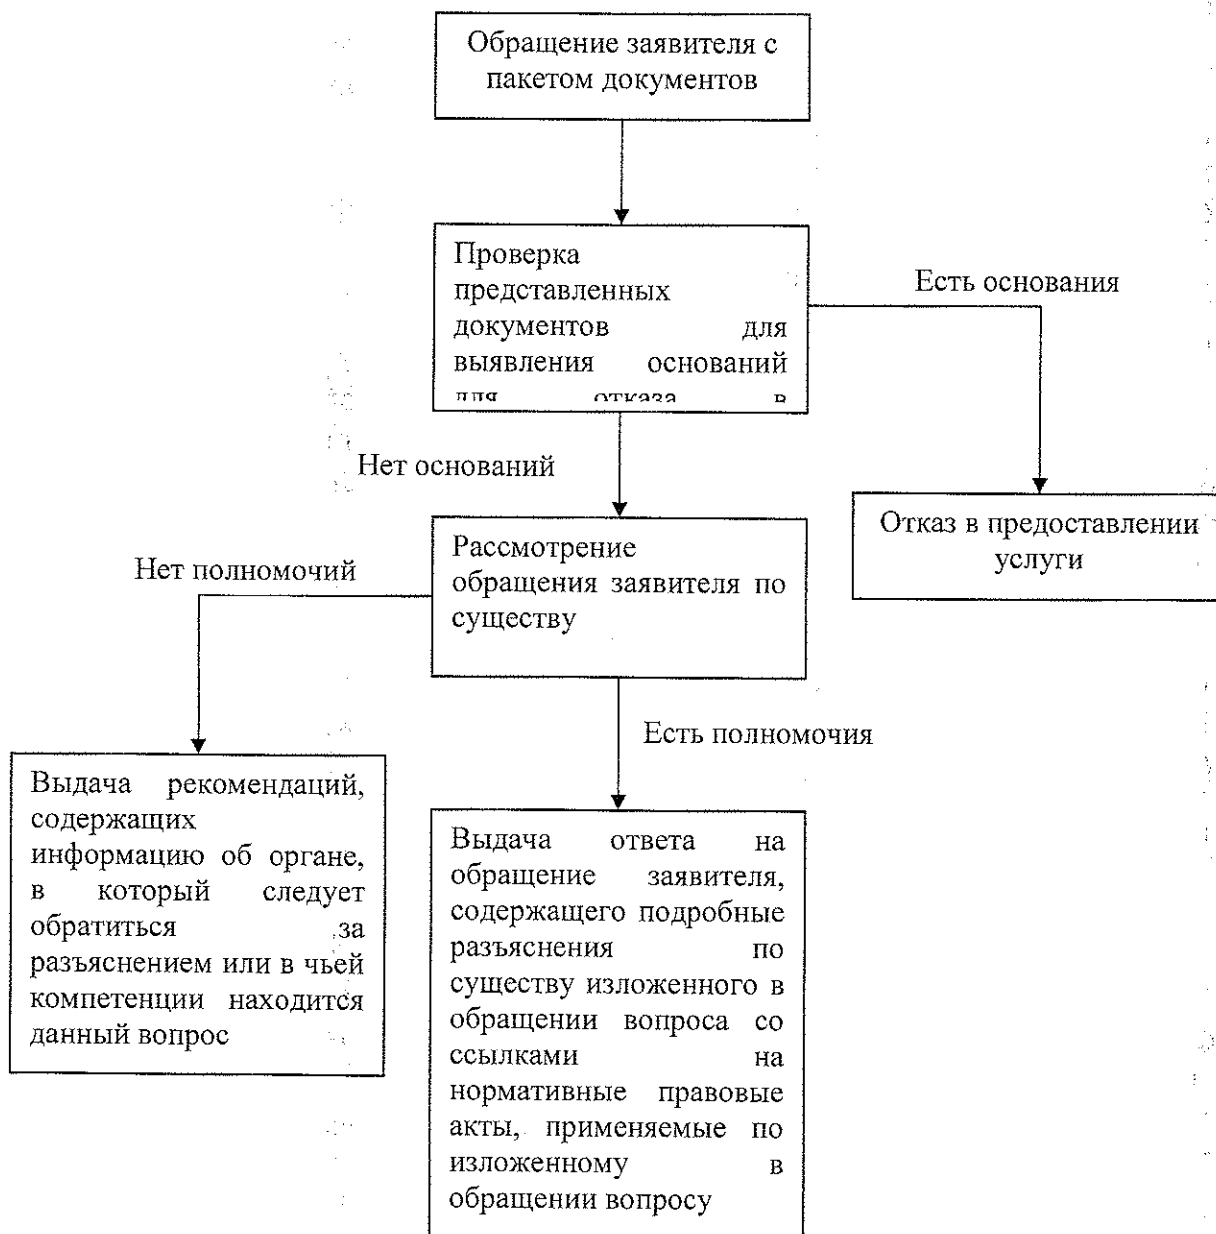 Обращение заявителя с
пакетом документов
Проверка
представленных
документов для
выявления оснований
для отказа в
Есть основания
Нет оснований
Отказ в предоставлении
услуги
Рассмотрение
обращения заявителя по
существу
Нет полномочий
Есть полномочия
Выдача рекомендаций,
содержащих
информацию об органе,
в который следует
обратиться за
разъяснением или в чьей
компетенции находится
данный вопрос
Выдача ответа на
обращение заявителя,
содержащего подробные
разъяснения по
существу изложенного в
обращении вопроса со
ссылками на
нормативные правовые
акты, применяемые по
изложенному в
обращении вопросу